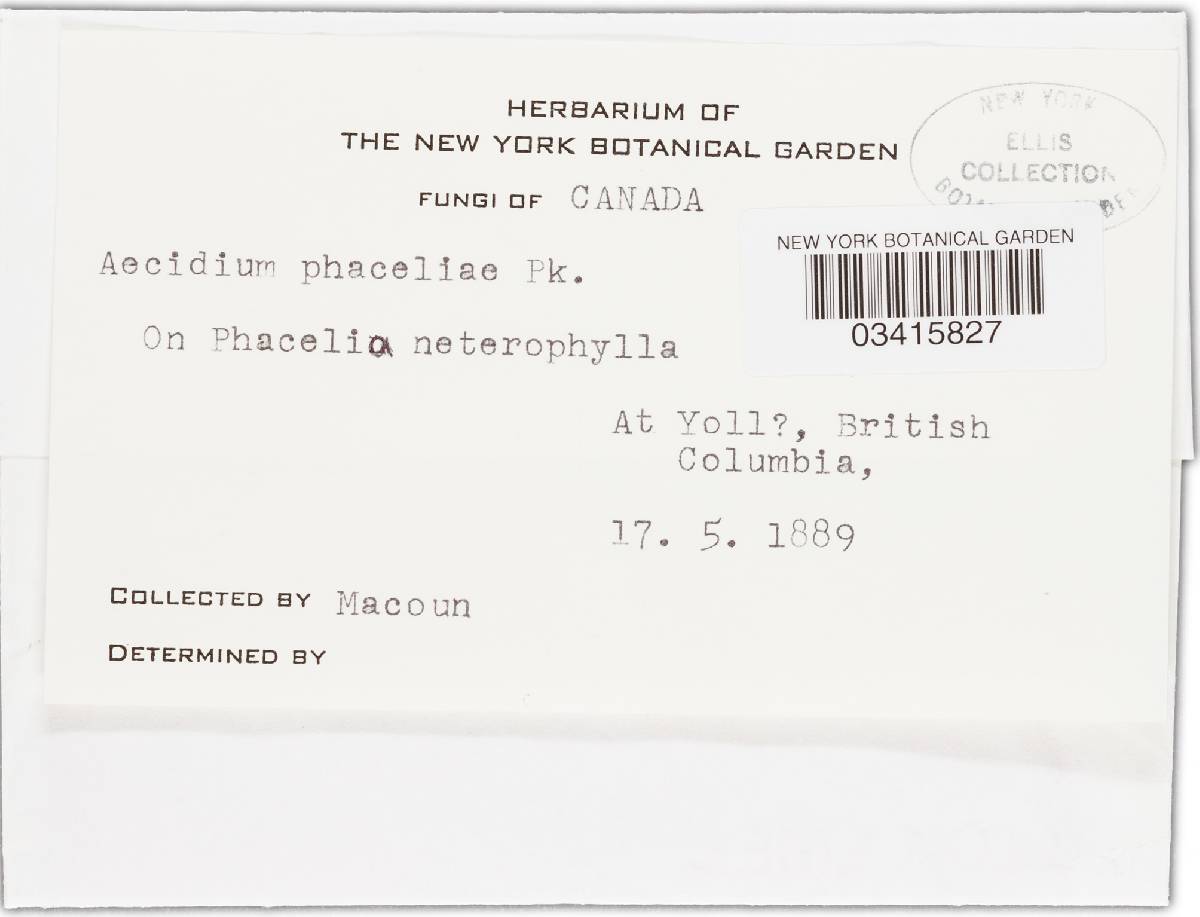 HERBARIUM OF
THE NEW YORK BOTANICAL GARDEN
NEW YORK
ELLIS
COLLECTION
FUNGI OF CANADA
NEW YORK BOTANICAL GARDEN
03415827
Aecidium phaceliae Pk.
On Phacelia neterophylla
At Yoll?, British
Columbia,
17. 5. 1889
COLLECTED BY Macoun
DETERMINED BY